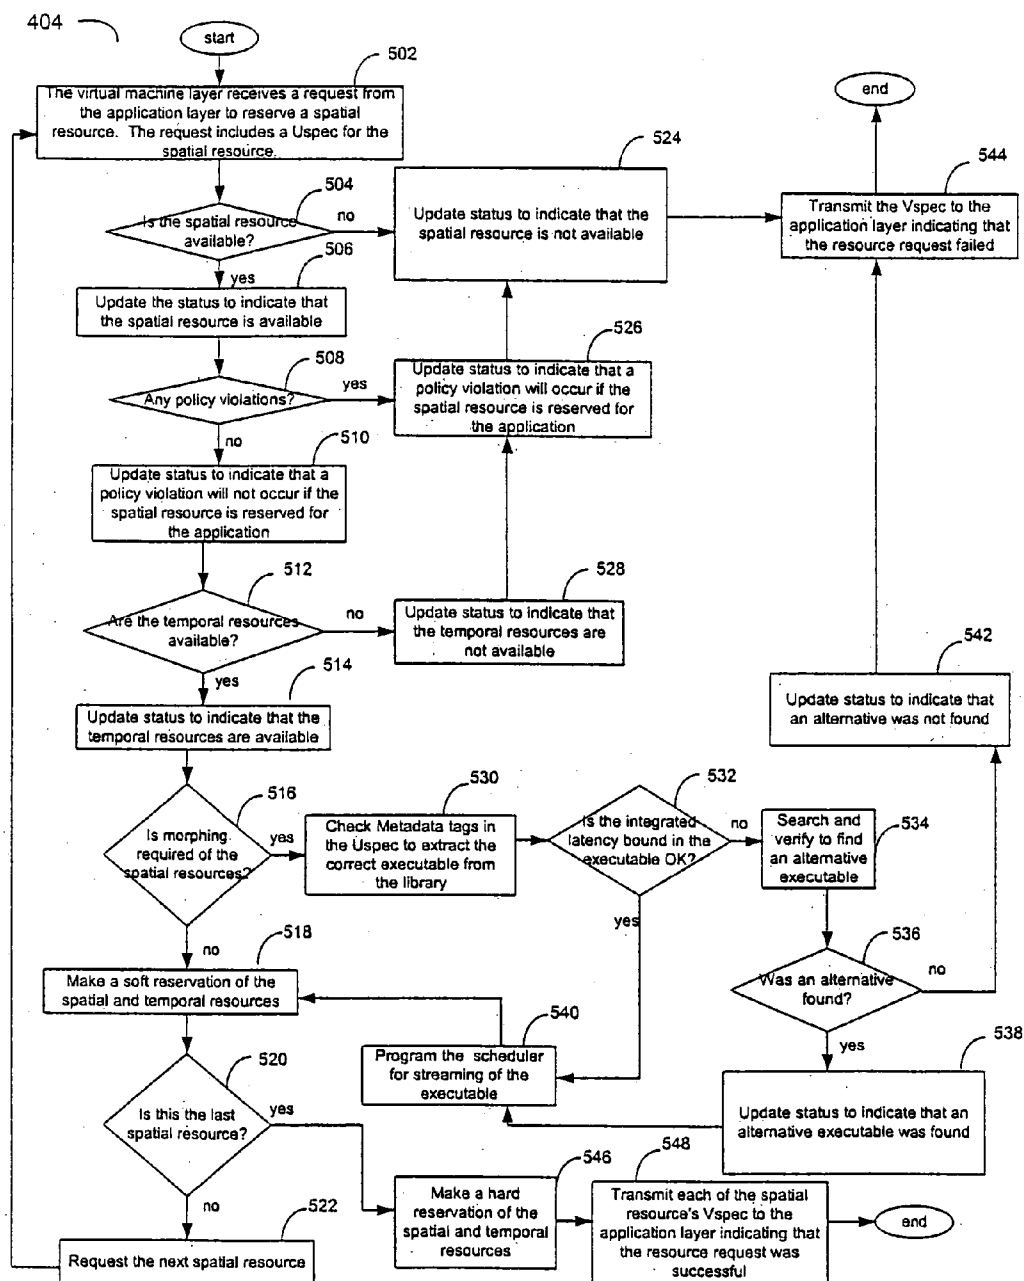 404
start
502
The virtual machine layer receives a request from
the application layer to reserve a spatial
resource. The request includes a Uspec for the
spatial resource.
504
Is the spatial resource
available?
no
yes
506
Update the status to indicate that
the spatial resource is available
508
Any policy violations?
yes
no
510
Update status to indicate that a
policy violation will not occur if the
spatial resource is reserved for
the application
512
Are the temporal resources
available?
no
yes
514
Update status to indicate that the
temporal resources are available
516
Is morphing
required of the
spatial resources?
yes
no
518
Make a soft reservation of the
spatial and temporal resources
520
Is this the last
spatial resource?
yes
no
522
Request the next spatial resource
524
Update status to indicate that the
spatial resource is not available
526
Update status to indicate that a
policy violation will occur if the
spatial resource is reserved for
the application
528
Update status to indicate that
the temporal resources are
not available
530
Check Metadata tags in
the Uspec to extract the
correct executable from
the library
532
Is the integrated
latency bound in the
executable OK?
no
yes
534
Search and
verify to find
an alternative
executable
536
Was an alternative
found?
no
yes
538
Update status to indicate that an
alternative executable was found
540
Program the scheduler
for streaming of the
executable
542
Update status to indicate that
an alternative was not found
544
Transmit the Vspec to the
application layer indicating that
the resource request failed
end
546
Make a hard
reservation of the
spatial and temporal
resources
548
Transmit each of the spatial
resource's Vspec to the
application layer indicating that
the resource request was
successful
end